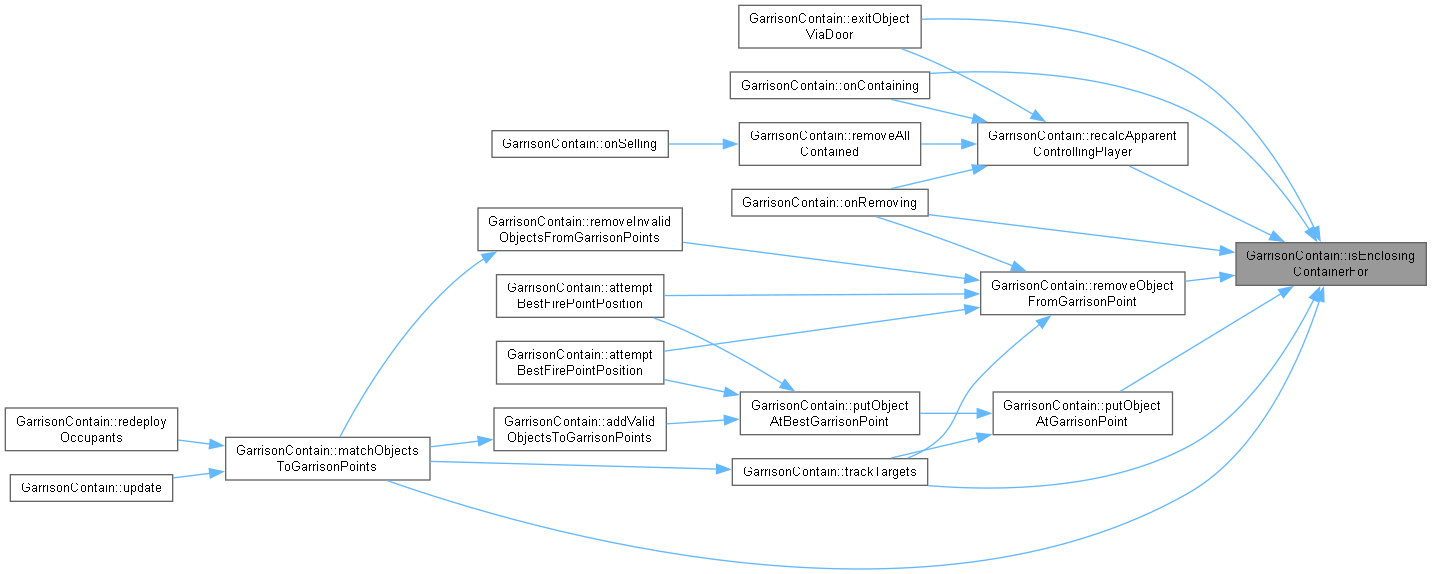 GarrisonContain::exitObject
ViaDoor
GarrisonContain::onContaining
GarrisonContain::removeAll
Contained
GarrisonContain::onSelling
GarrisonContain::recalcApparent
ControllingPlayer
GarrisonContain::onRemoving
GarrisonContain::removeInvalid
ObjectsFromGarrisonPoints
GarrisonContain::isEnclosing
ContainerFor
GarrisonContain::attempt
BestFirePointPosition
GarrisonContain::removeObject
FromGarrisonPoint
GarrisonContain::attempt
BestFirePointPosition
GarrisonContain::putObject
AtBestGarrisonPoint
GarrisonContain::putObject
AtGarrisonPoint
GarrisonContain::redeploy
Occupants
GarrisonContain::addValid
ObjectsToGarrisonPoints
GarrisonContain::matchObjects
ToGarrisonPoints
GarrisonContain::trackTargets
GarrisonContain::update